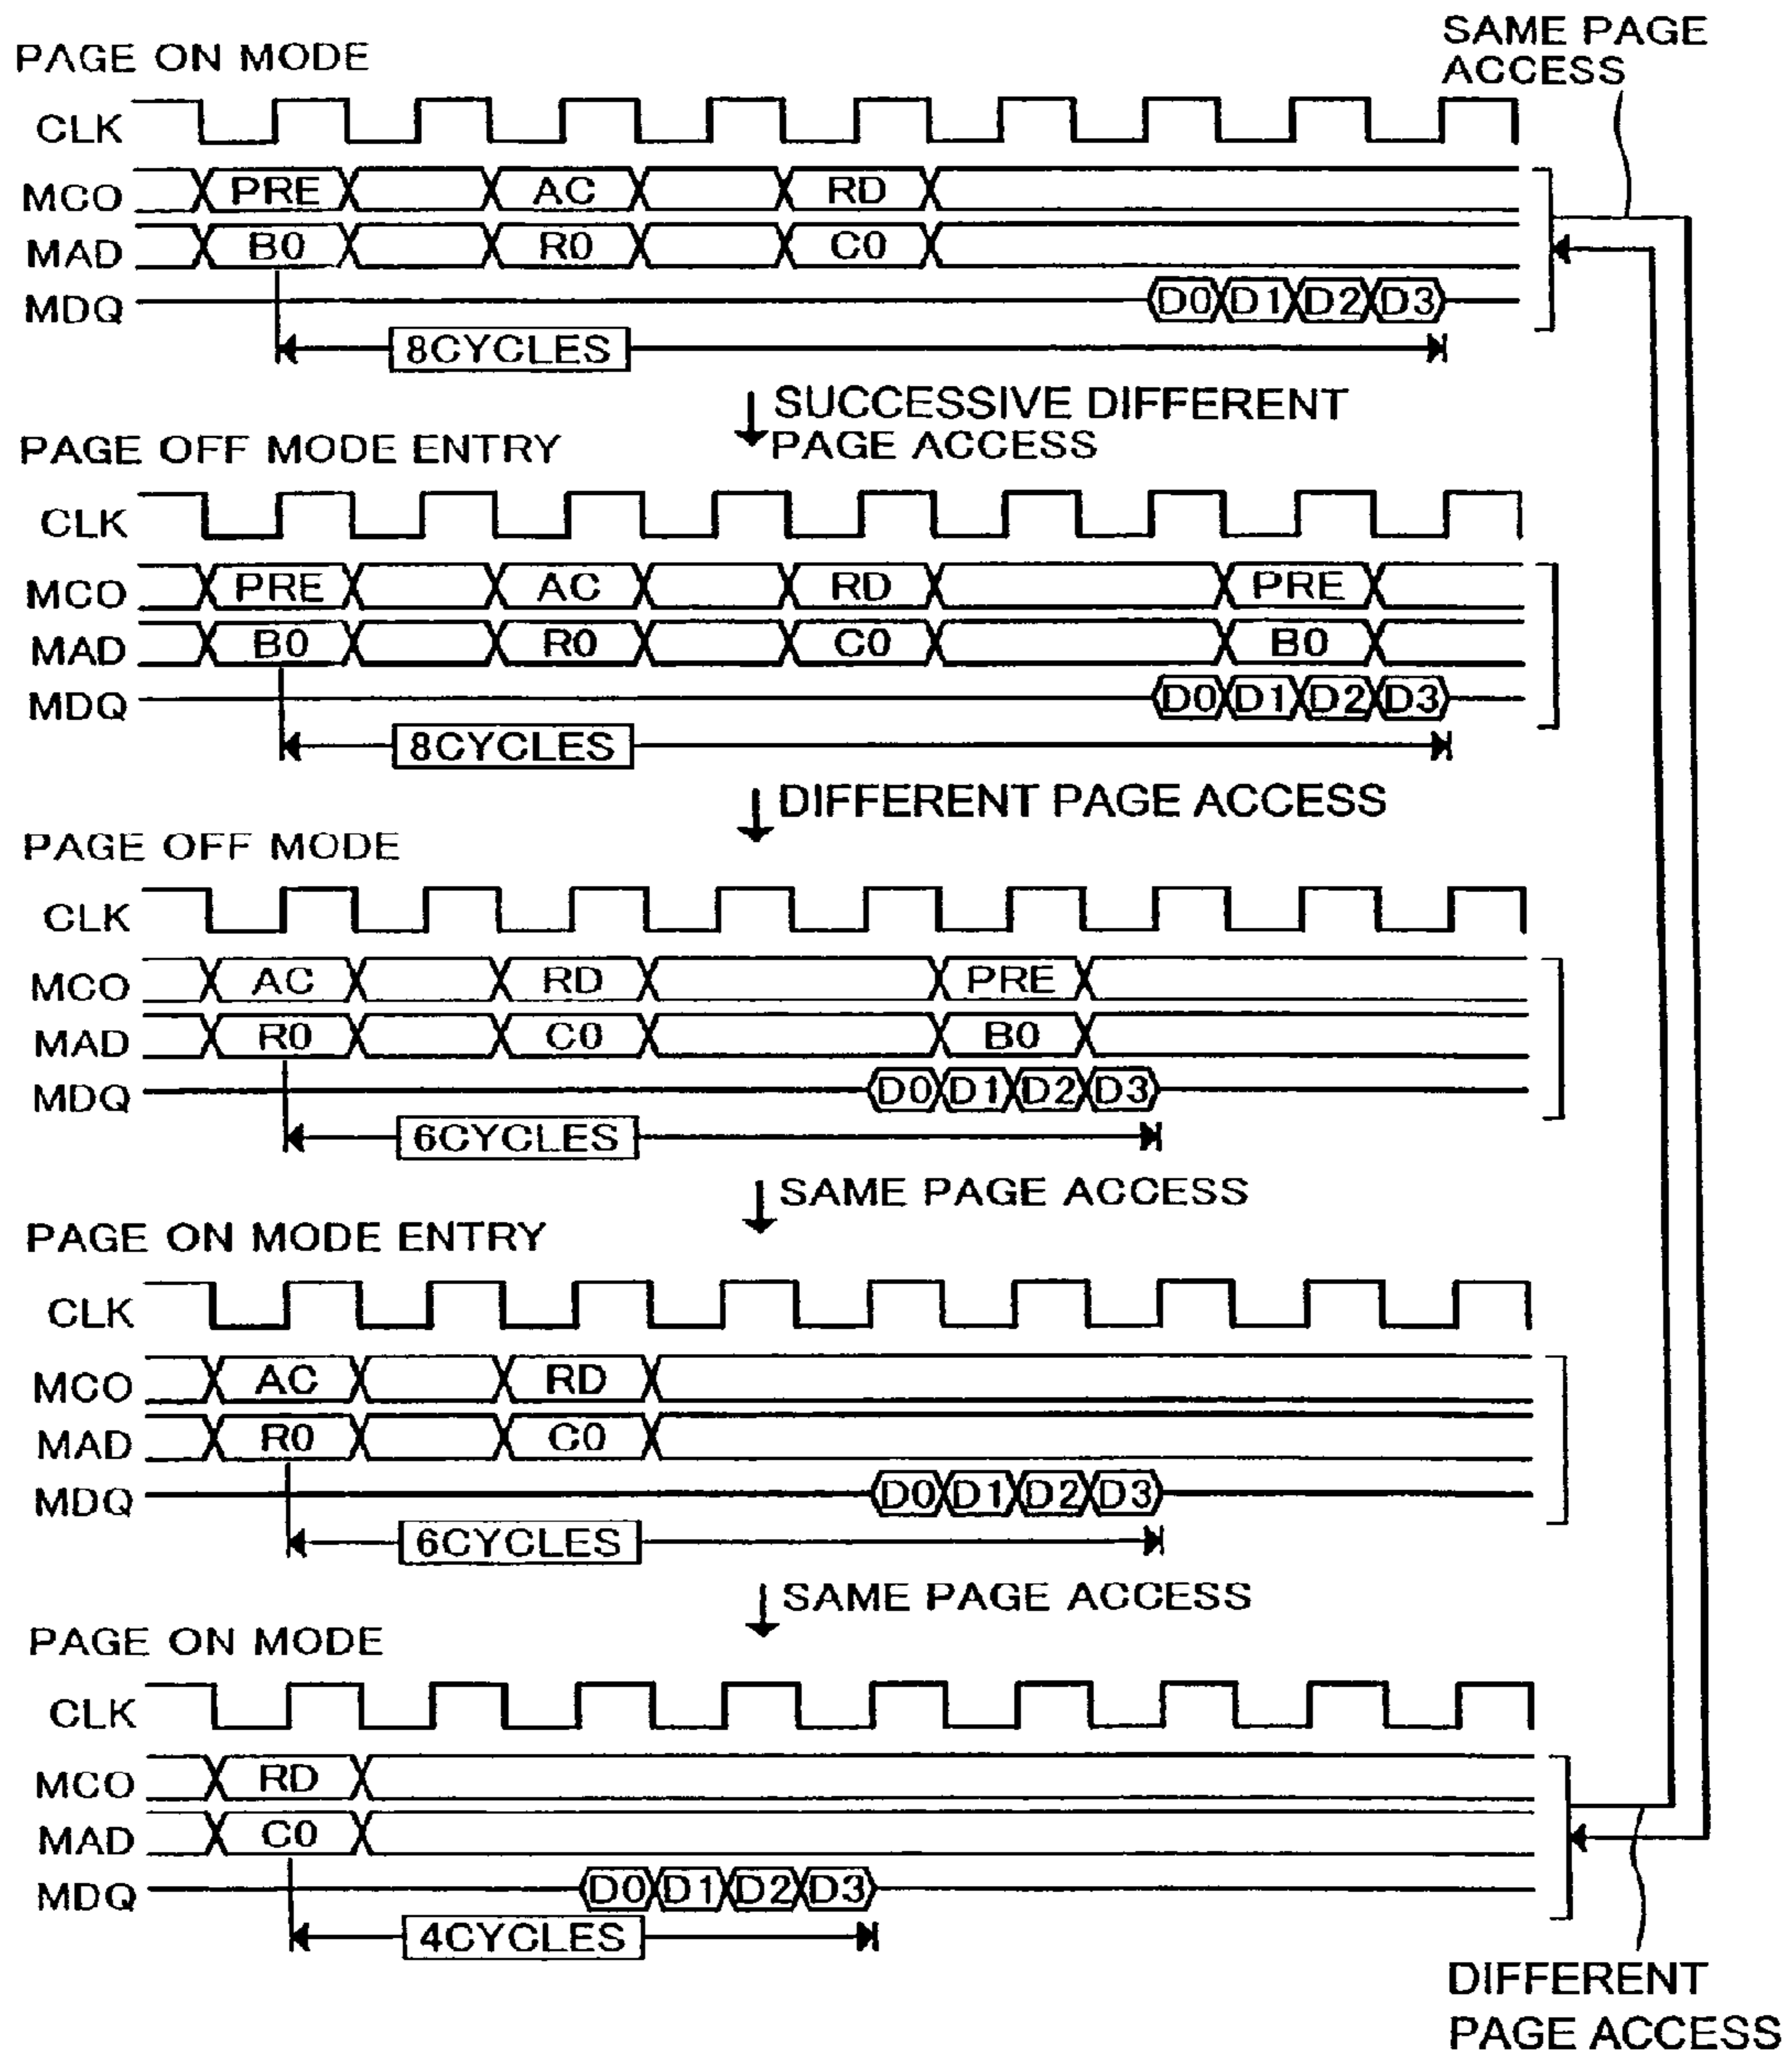 SAME PAGE
ACCESS
PAGE ON MODE
CLK
MCO PRE AC RD
MAD B0 R0 C0
MDQ D0 D1 D2 D3
8CYCLES
SUCCESSIVE DIFFERENT
PAGE ACCESS
PAGE OFF MODE ENTRY
CLK
MCO PRE AC RD PRE
MAD B0 R0 C0 B0
MDQ D0 D1 D2 D3
8CYCLES
DIFFERENT PAGE ACCESS
PAGE OFF MODE
CLK
MCO AC RD PRE
MAD R0 C0 B0
MDQ D0 D1 D2 D3
6CYCLES
SAME PAGE ACCESS
PAGE ON MODE ENTRY
CLK
MCO AC RD
MAD R0 C0
MDQ D0 D1 D2 D3
6CYCLES
SAME PAGE ACCESS
PAGE ON MODE
CLK
MCO RD
MAD C0
MDQ D0 D1 D2 D3
4CYCLES
DIFFERENT
PAGE ACCESS